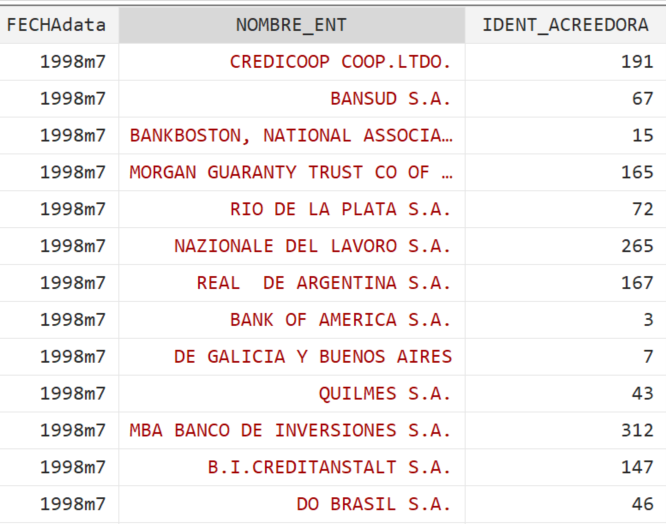 FECHAdata NOMBRE_ENT IDENT_ACREEDORA
1998m7 CREDICOOP COOP.LTDO. 191
1998m7 BANSUD S.A. 67
1998m7 BANKBOSTON, NATIONAL ASSOCIA… 15
1998m7 MORGAN GUARANTY TRUST CO OF … 165
1998m7 RIO DE LA PLATA S.A. 72
1998m7 NAZIONALE DEL LAVORO S.A. 265
1998m7 REAL  DE ARGENTINA S.A. 167
1998m7 BANK OF AMERICA S.A. 3
1998m7 DE GALICIA Y BUENOS AIRES 7
1998m7 QUILMES S.A. 43
1998m7 MBA BANCO DE INVERSIONES S.A. 312
1998m7 B.I.CREDITANSTALT S.A. 147
1998m7 DO BRASIL S.A. 46